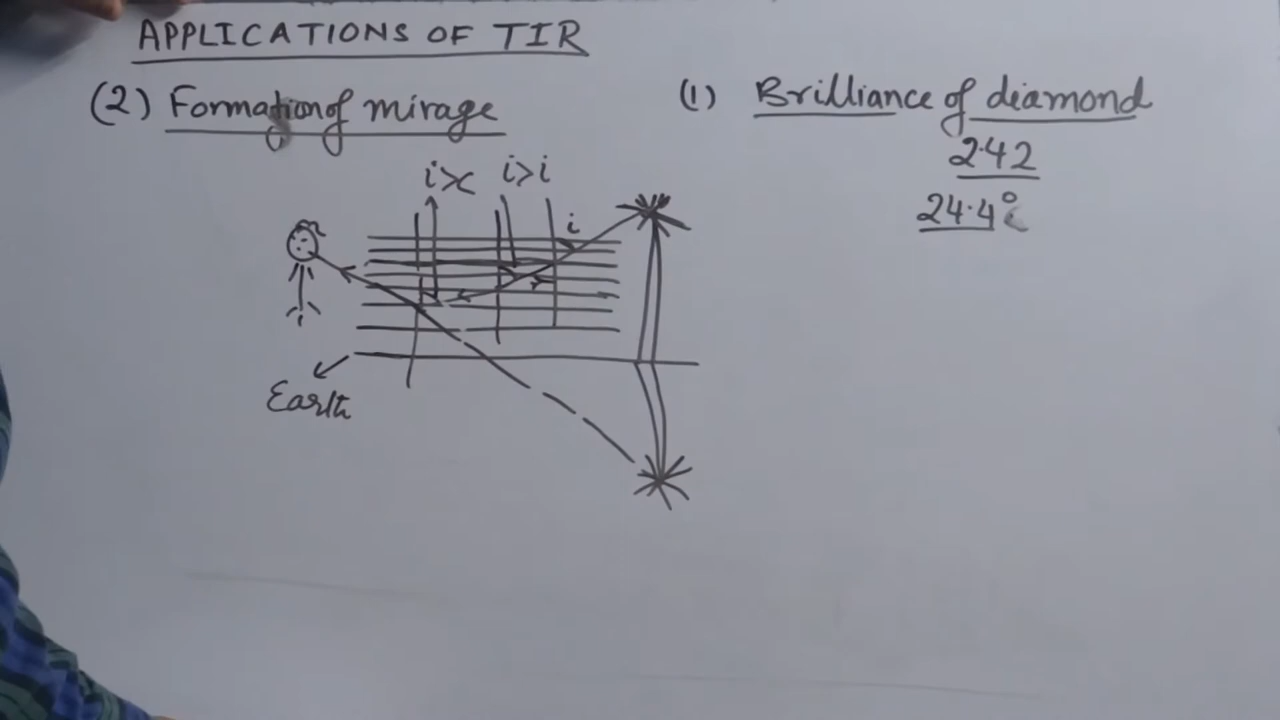 APPLICATIONS OF TIR
(2) Formation of mirage
i>c i>i
i
Earth
(1) Brilliance of diamond
2.42
24.4°